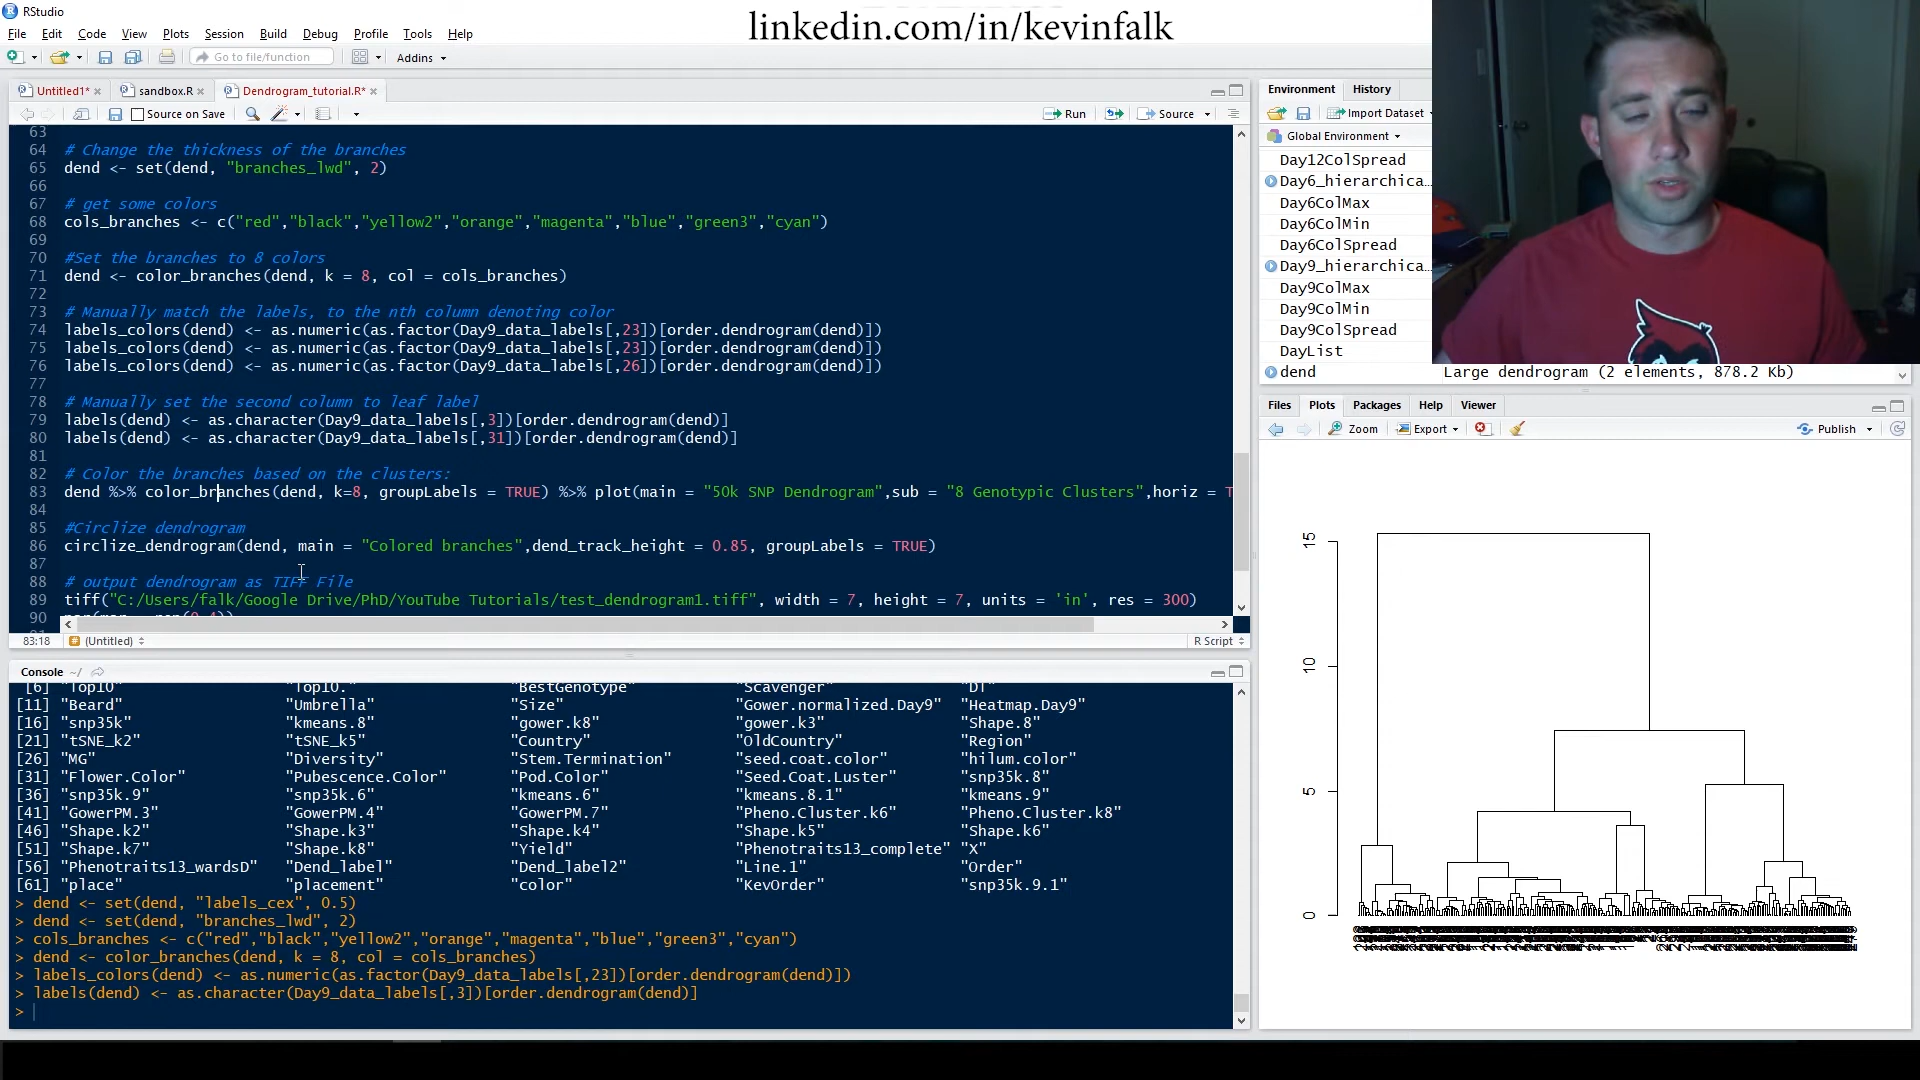 RStudio
linkedin.com/in/kevinfalk
File Edit Code View Plots Session Build Debug Profile Tools Help
Go to file/function Addins
Untitled1* sandbox.R Dendrogram_tutorial.R*
Source on Save Run Source
63
64 # Change the thickness of the branches
65 dend <- set(dend, "branches_lwd", 2)
66
67 # get some colors
68 cols_branches <- c("red","black","yellow2","orange","magenta","blue","green3","cyan")
69
70 #Set the branches to 8 colors
71 dend <- color_branches(dend, k = 8, col = cols_branches)
72
73 # Manually match the labels, to the nth column denoting color
74 labels_colors(dend) <- as.numeric(as.factor(Day9_data_labels[,23])[order.dendrogram(dend)])
75 labels_colors(dend) <- as.numeric(as.factor(Day9_data_labels[,23])[order.dendrogram(dend)])
76 labels_colors(dend) <- as.numeric(as.factor(Day9_data_labels[,26])[order.dendrogram(dend)])
77
78 # Manually set the second column to leaf label
79 labels(dend) <- as.character(Day9_data_labels[,3])[order.dendrogram(dend)]
80 labels(dend) <- as.character(Day9_data_labels[,31])[order.dendrogram(dend)]
81
82 # Color the branches based on the clusters:
83 dend %>% color_branches(dend, k=8, groupLabels = TRUE) %>% plot(main = "50k SNP Dendrogram",sub = "8 Genotypic Clusters",horiz = T
84
85 #Circlize dendrogram
86 circlize_dendrogram(dend, main = "Colored branches",dend_track_height = 0.85, groupLabels = TRUE)
87
88 # output dendrogram as TIFF File
89 tiff("C:/Users/falk/Google Drive/PhD/YouTube Tutorials/test_dendrogram1.tiff", width = 7, height = 7, units = 'in', res = 300)
90
83:18 (Untitled) R Script
Console ~/
[6] "Top10" "Top10." "BestGenotype" "Scavenger" "DT"
[11] "Beard" "Umbrella" "Size" "Gower.normalized.Day9" "Heatmap.Day9"
[16] "snp35k" "kmeans.8" "gower.k8" "gower.k3" "Shape.8"
[21] "tSNE_k2" "tSNE_k5" "Country" "OldCountry" "Region"
[26] "MG" "Diversity" "Stem.Termination" "seed.coat.color" "hilum.color"
[31] "Flower.Color" "Pubescence.Color" "Pod.Color" "Seed.Coat.Luster" "snp35k.8"
[36] "snp35k.9" "snp35k.6" "kmeans.6" "kmeans.8.1" "kmeans.9"
[41] "GowerPM.3" "GowerPM.4" "GowerPM.7" "Pheno.Cluster.k6" "Pheno.Cluster.k8"
[46] "Shape.k2" "Shape.k3" "Shape.k4" "Shape.k5" "Shape.k6"
[51] "Shape.k7" "Shape.k8" "Yield" "Phenotraits13_complete" "X"
[56] "Phenotraits13_wardsD" "Dend_label" "Dend_label2" "Line.1" "Order"
[61] "place" "placement" "color" "KevOrder" "snp35k.9.1"
> dend <- set(dend, "labels_cex", 0.5)
> dend <- set(dend, "branches_lwd", 2)
> cols_branches <- c("red","black","yellow2","orange","magenta","blue","green3","cyan")
> dend <- color_branches(dend, k = 8, col = cols_branches)
> labels_colors(dend) <- as.numeric(as.factor(Day9_data_labels[,23])[order.dendrogram(dend)])
> labels(dend) <- as.character(Day9_data_labels[,3])[order.dendrogram(dend)]
>
Environment History
Import Dataset
Global Environment
Day12ColSpread
Day6_hierarchica…
Day6ColMax
Day6ColMin
Day6ColSpread
Day9_hierarchica…
Day9ColMax
Day9ColMin
Day9ColSpread
DayList
dend Large dendrogram (2 elements, 878.2 Kb)
Files Plots Packages Help Viewer
Zoom Export Publish
15
10
5
0